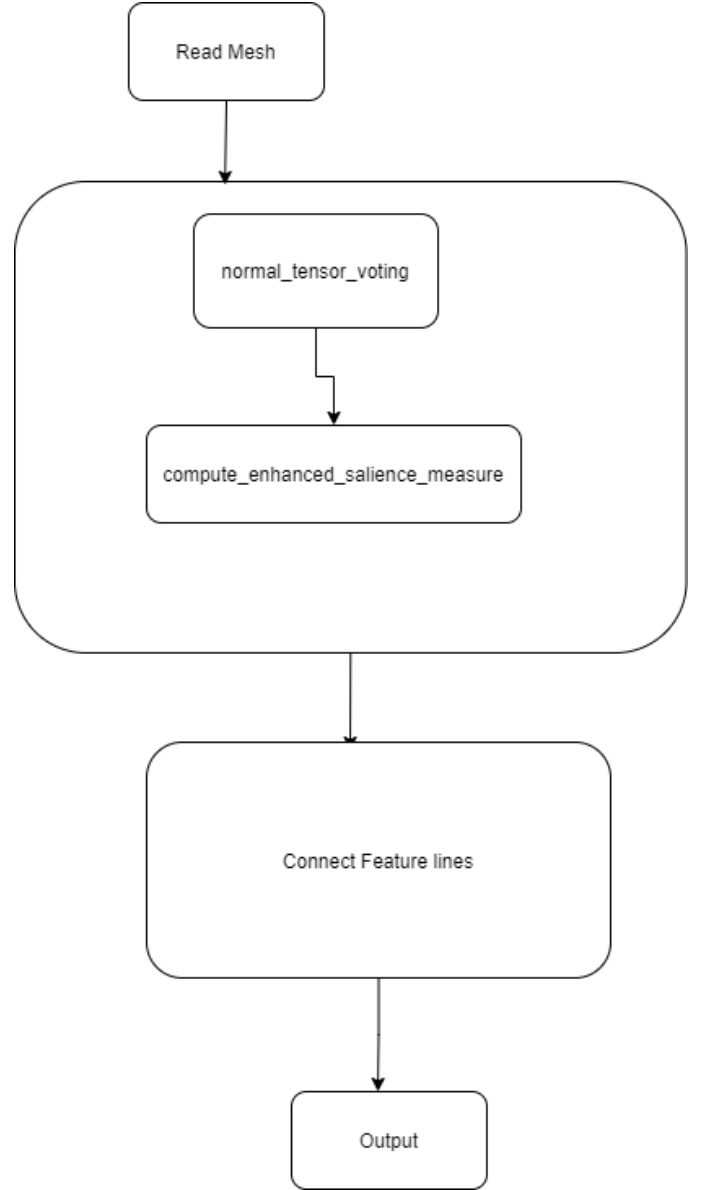 Read Mesh
normal_tensor_voting
compute_enhanced_salience_measure
Connect Feature lines
Output